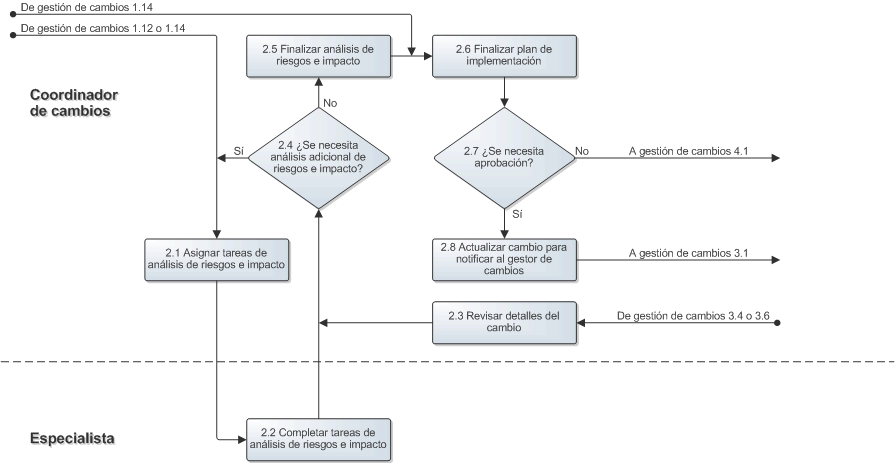 De gestión de cambios 1.14
De gestión de cambios 1.12 o 1.14
2.5 Finalizar análisis de
riesgos e impacto
2.6 Finalizar plan de
implementación
Coordinador
de cambios
No
2.4 ¿Se necesita
análisis adicional de
riesgos e impacto?
Sí
2.7 ¿Se necesita
aprobación?
No
A gestión de cambios 4.1
Sí
2.1 Asignar tareas de
análisis de riesgos e impacto
2.8 Actualizar cambio para
notificar al gestor de
cambios
A gestión de cambios 3.1
2.3 Revisar detalles del
cambio
De gestión de cambios 3.4 o 3.6
Especialista
2.2 Completar tareas de
análisis de riesgos e impacto